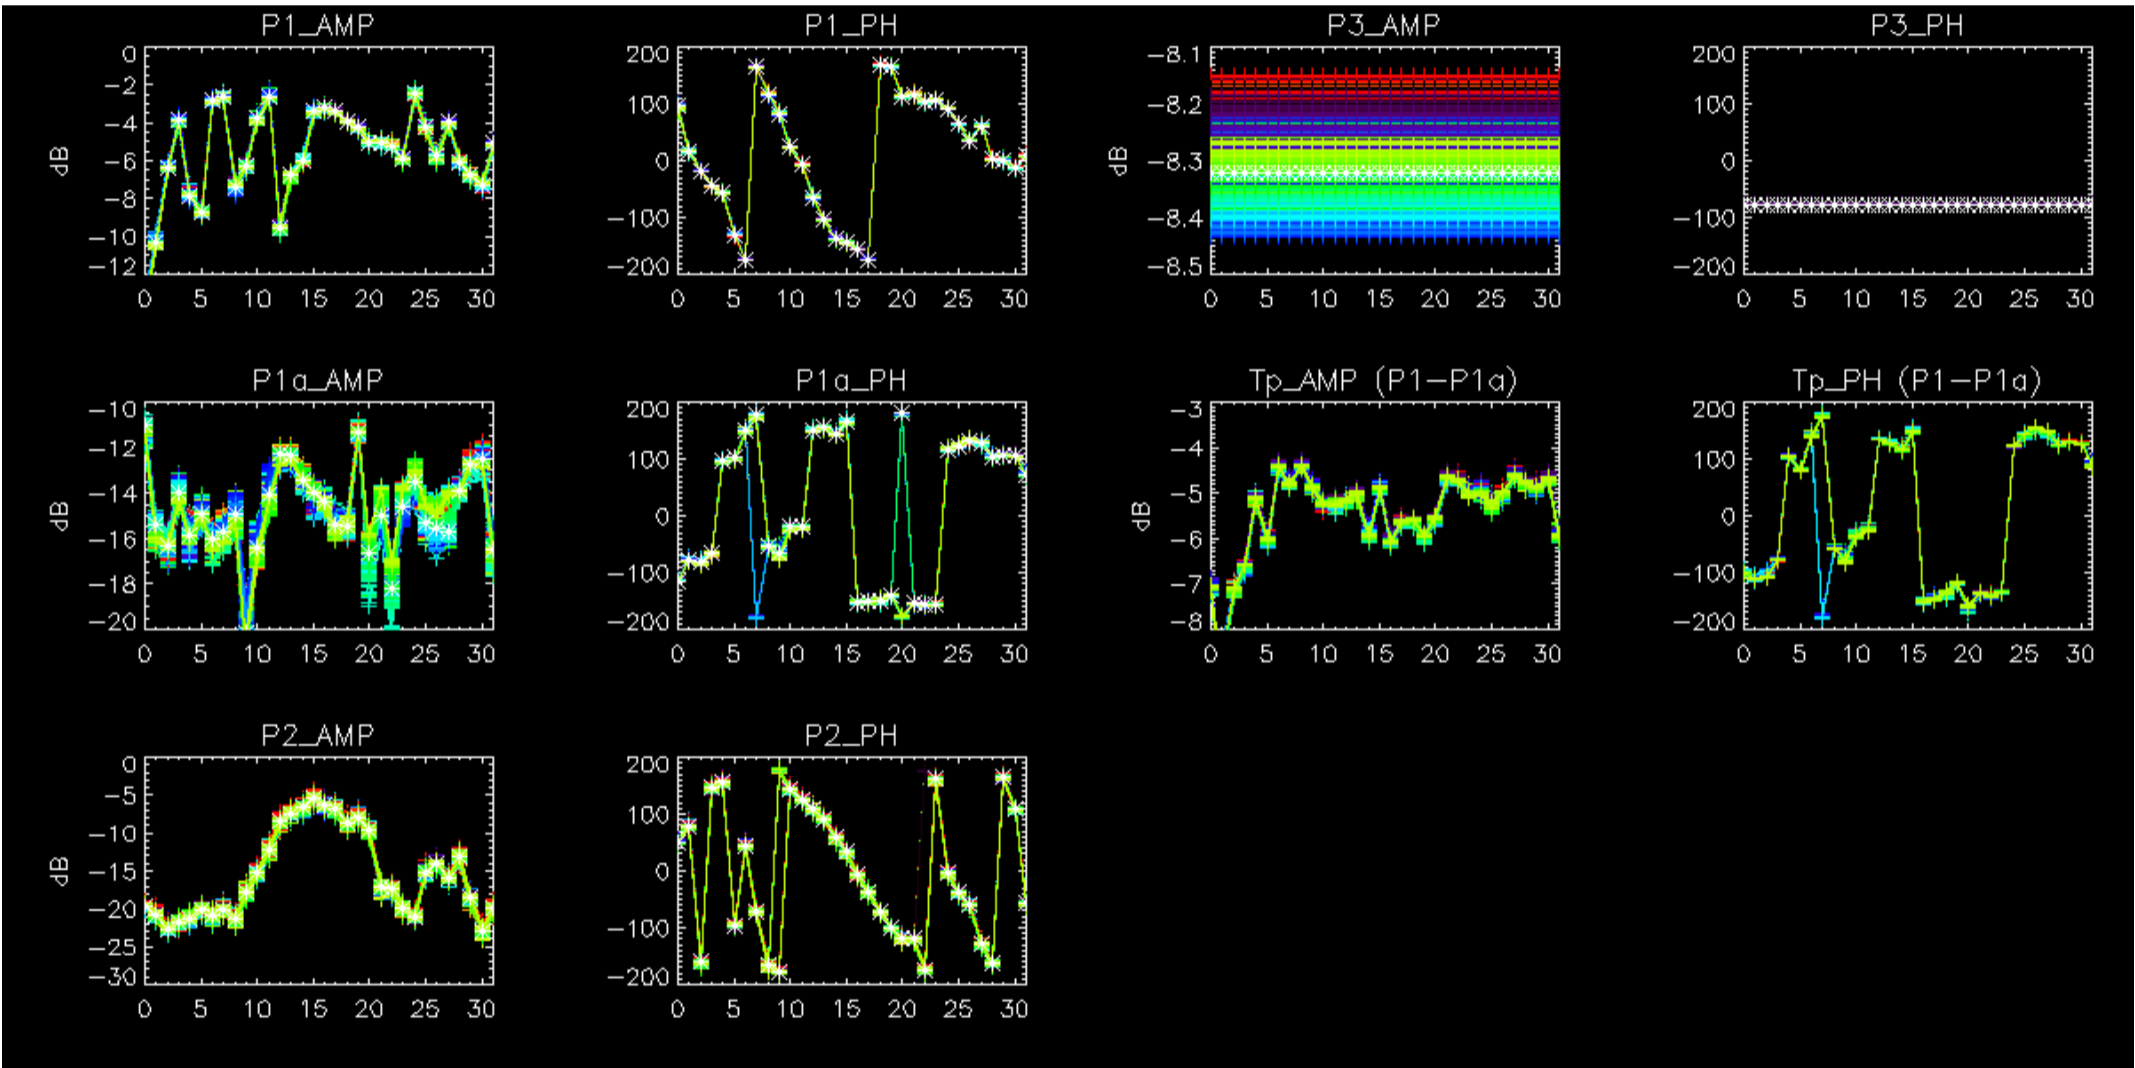 P1_AMP
0
-2
-4
-6
-8
-10
-12
dB
0 5 10 15 20 25 30
P1_PH
200
100
0
-100
-200
0 5 10 15 20 25 30
P3_AMP
-8.1
-8.2
-8.3
-8.4
-8.5
dB
0 5 10 15 20 25 30
P3_PH
200
100
0
-100
-200
0 5 10 15 20 25 30
P1a_AMP
-10
-12
-14
-16
-18
-20
dB
0 5 10 15 20 25 30
P1a_PH
200
100
0
-100
-200
0 5 10 15 20 25 30
Tp_AMP (P1-P1a)
-3
-4
-5
-6
-7
-8
dB
0 5 10 15 20 25 30
Tp_PH (P1-P1a)
200
100
0
-100
-200
0 5 10 15 20 25 30
P2_AMP
0
-5
-10
-15
-20
-25
-30
dB
0 5 10 15 20 25 30
P2_PH
200
100
0
-100
-200
0 5 10 15 20 25 30